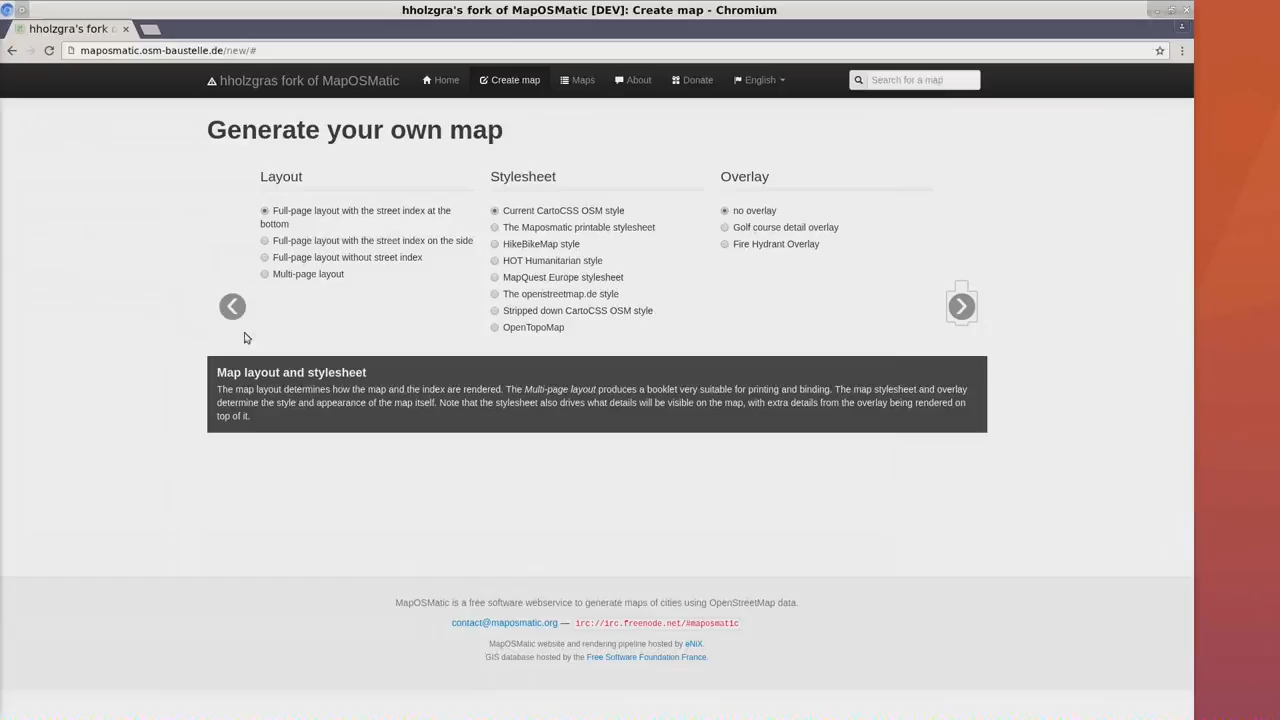 hholzgra's fork of MapOSMatic [DEV]: Create map - Chromium
hholzgra's fork o
maposmatic.osm-baustelle.de/new/#
hholzgras fork of MapOSMatic
Home
Create map
Maps
About
Donate
English
Search for a map
Generate your own map
Layout
Full-page layout with the street index at the
bottom
Full-page layout with the street index on the side
Full-page layout without street index
Multi-page layout
Stylesheet
Current CartoCSS OSM style
The Maposmatic printable stylesheet
HikeBikeMap style
HOT Humanitarian style
MapQuest Europe stylesheet
The openstreetmap.de style
Stripped down CartoCSS OSM style
OpenTopoMap
Overlay
no overlay
Golf course detail overlay
Fire Hydrant Overlay
Map layout and stylesheet
The map layout determines how the map and the index are rendered. The Multi-page layout produces a booklet very suitable for printing and binding. The map stylesheet and overlay
determine the style and appearance of the map itself. Note that the stylesheet also drives what details will be visible on the map, with extra details from the overlay being rendered on
top of it.
MapOSMatic is a free software webservice to generate maps of cities using OpenStreetMap data.
contact@maposmatic.org — irc://irc.freenode.net/#maposmatic
MapOSMatic website and rendering pipeline hosted by eNiX.
GIS database hosted by the Free Software Foundation France.